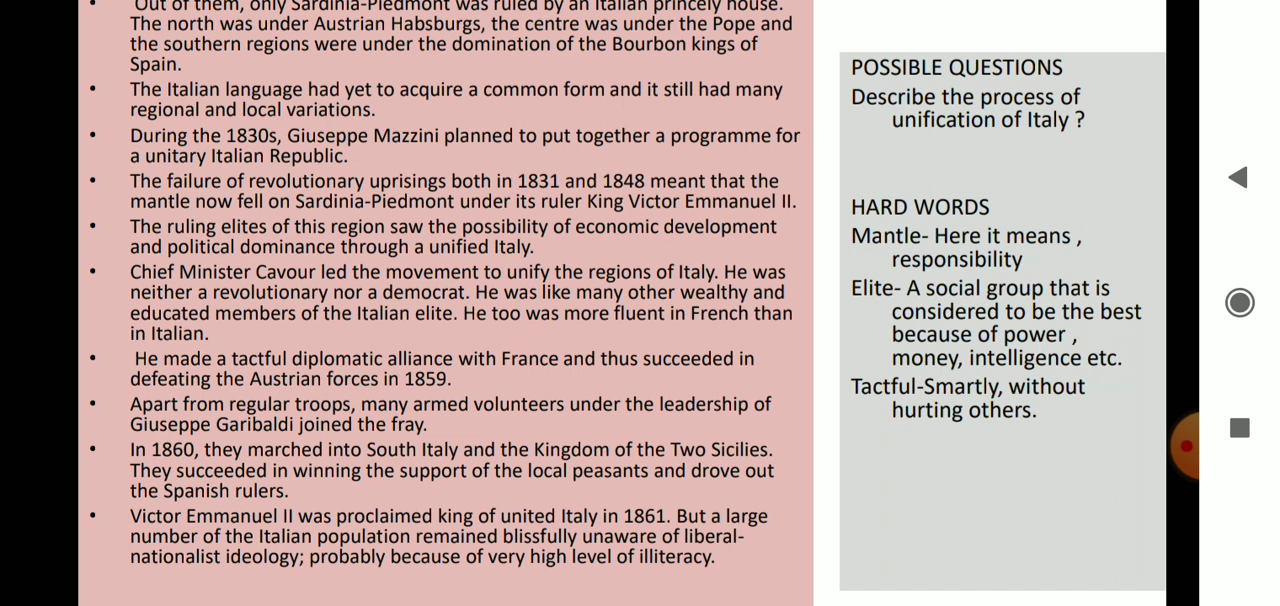 • Out of them, only Sardinia-Piedmont was ruled by an Italian princely house.
The north was under Austrian Habsburgs, the centre was under the Pope and
the southern regions were under the domination of the Bourbon kings of
Spain.
• The Italian language had yet to acquire a common form and it still had many
regional and local variations.
• During the 1830s, Giuseppe Mazzini planned to put together a programme for
a unitary Italian Republic.
• The failure of revolutionary uprisings both in 1831 and 1848 meant that the
mantle now fell on Sardinia-Piedmont under its ruler King Victor Emmanuel II.
• The ruling elites of this region saw the possibility of economic development
and political dominance through a unified Italy.
• Chief Minister Cavour led the movement to unify the regions of Italy. He was
neither a revolutionary nor a democrat. He was like many other wealthy and
educated members of the Italian elite. He too was more fluent in French than
in Italian.
• He made a tactful diplomatic alliance with France and thus succeeded in
defeating the Austrian forces in 1859.
• Apart from regular troops, many armed volunteers under the leadership of
Giuseppe Garibaldi joined the fray.
• In 1860, they marched into South Italy and the Kingdom of the Two Sicilies.
They succeeded in winning the support of the local peasants and drove out
the Spanish rulers.
• Victor Emmanuel II was proclaimed king of united Italy in 1861. But a large
number of the Italian population remained blissfully unaware of liberal-
nationalist ideology; probably because of very high level of illiteracy.
POSSIBLE QUESTIONS
Describe the process of
unification of Italy ?
HARD WORDS
Mantle- Here it means ,
responsibility
Elite- A social group that is
considered to be the best
because of power ,
money, intelligence etc.
Tactful-Smartly, without
hurting others.